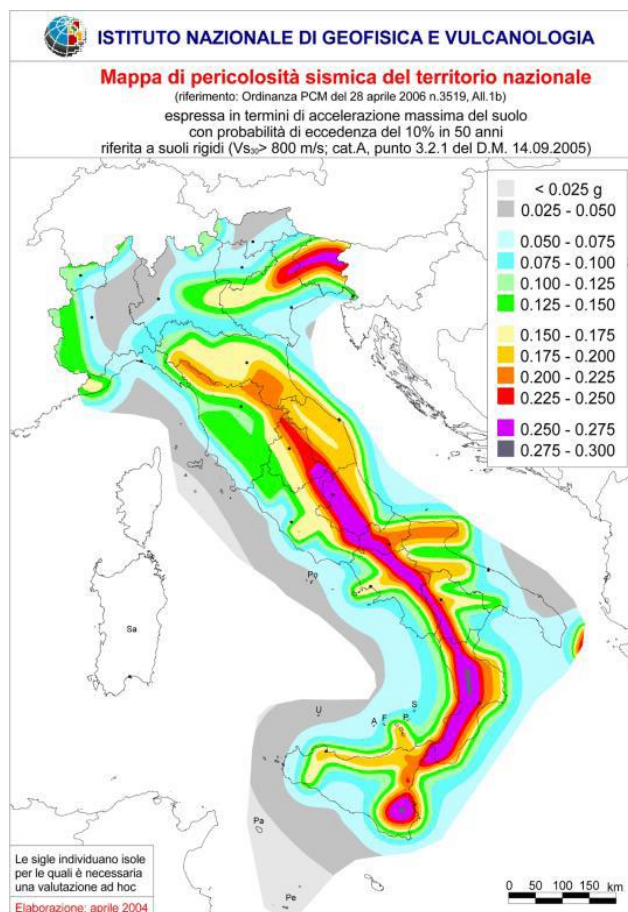 ISTITUTO NAZIONALE DI GEOFISICA E VULCANOLOGIA
Mappa di pericolosità sismica del territorio nazionale
(riferimento: Ordinanza PCM del 28 aprile 2006 n.3519, All.1b)
espressa in termini di accelerazione massima del suolo
con probabilità di eccedenza del 10% in 50 anni
riferita a suoli rigidi (Vs₃₀> 800 m/s; cat.A, punto 3.2.1 del D.M. 14.09.2005)
< 0.025 g
0.025 - 0.050
0.050 - 0.075
0.075 - 0.100
0.100 - 0.125
0.125 - 0.150
0.150 - 0.175
0.175 - 0.200
0.200 - 0.225
0.225 - 0.250
0.250 - 0.275
0.275 - 0.300
Po
Sa
U
A
F
P
S
Pa
Pe
Le sigle individuano isole
per le quali è necessaria
una valutazione ad hoc
Elaborazione: aprile 2004
0 50 100 150 km